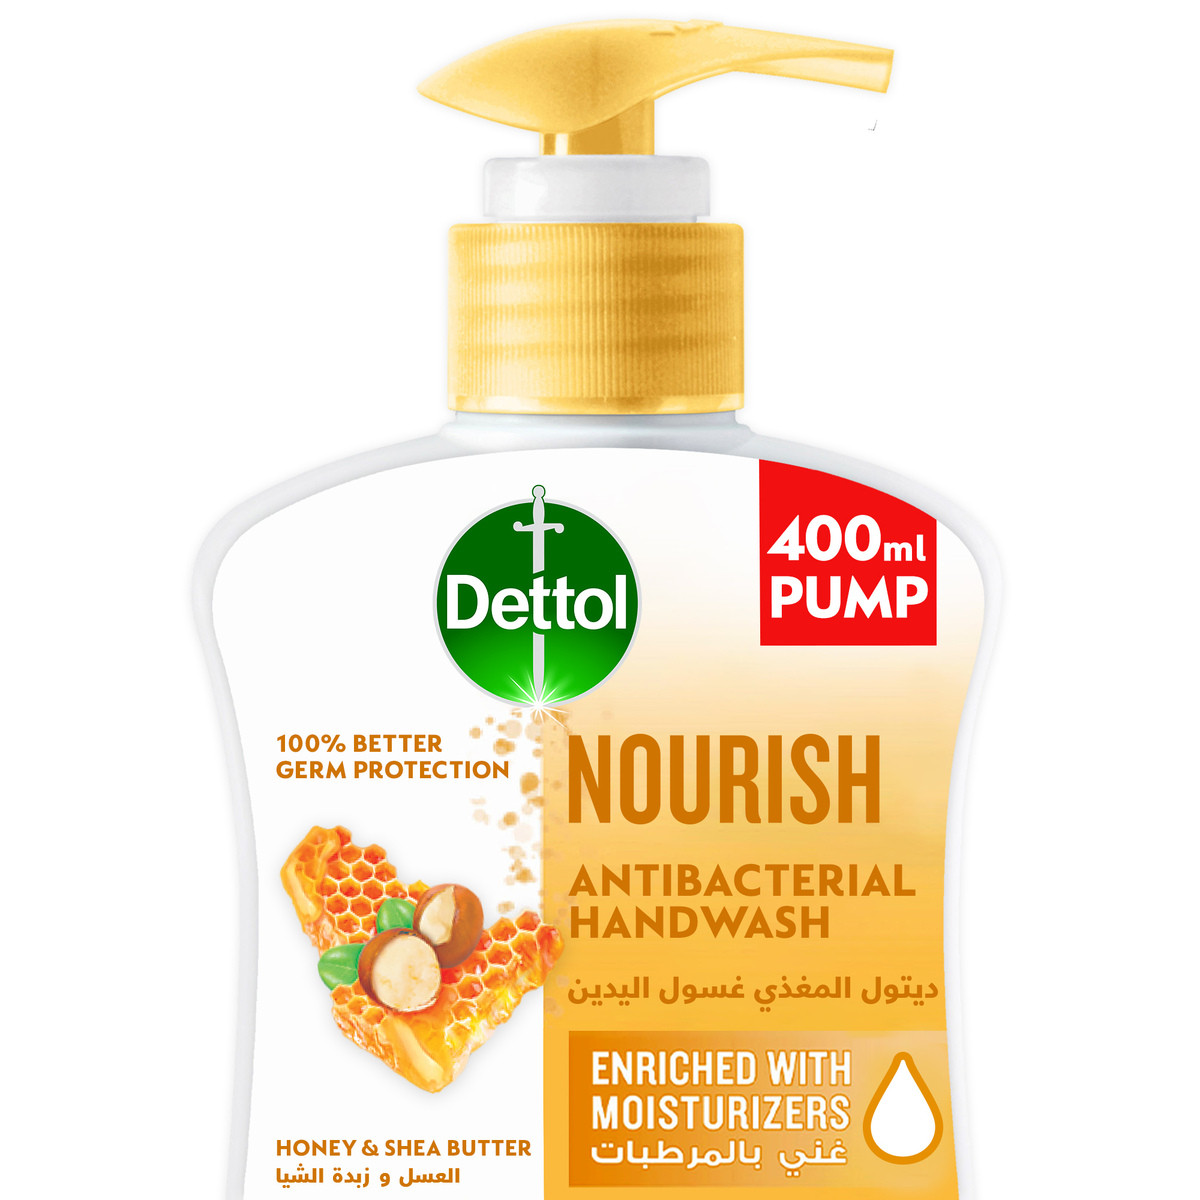 Dettol
400ml
PUMP
100% BETTER
GERM PROTECTION
NOURISH
ANTIBACTERIAL
HANDWASH
ديتول المغذي غسول اليدين
ENRICHED WITH
MOISTURIZERS
غني بالمرطبات
HONEY & SHEA BUTTER
العسل و زبدة الشيا